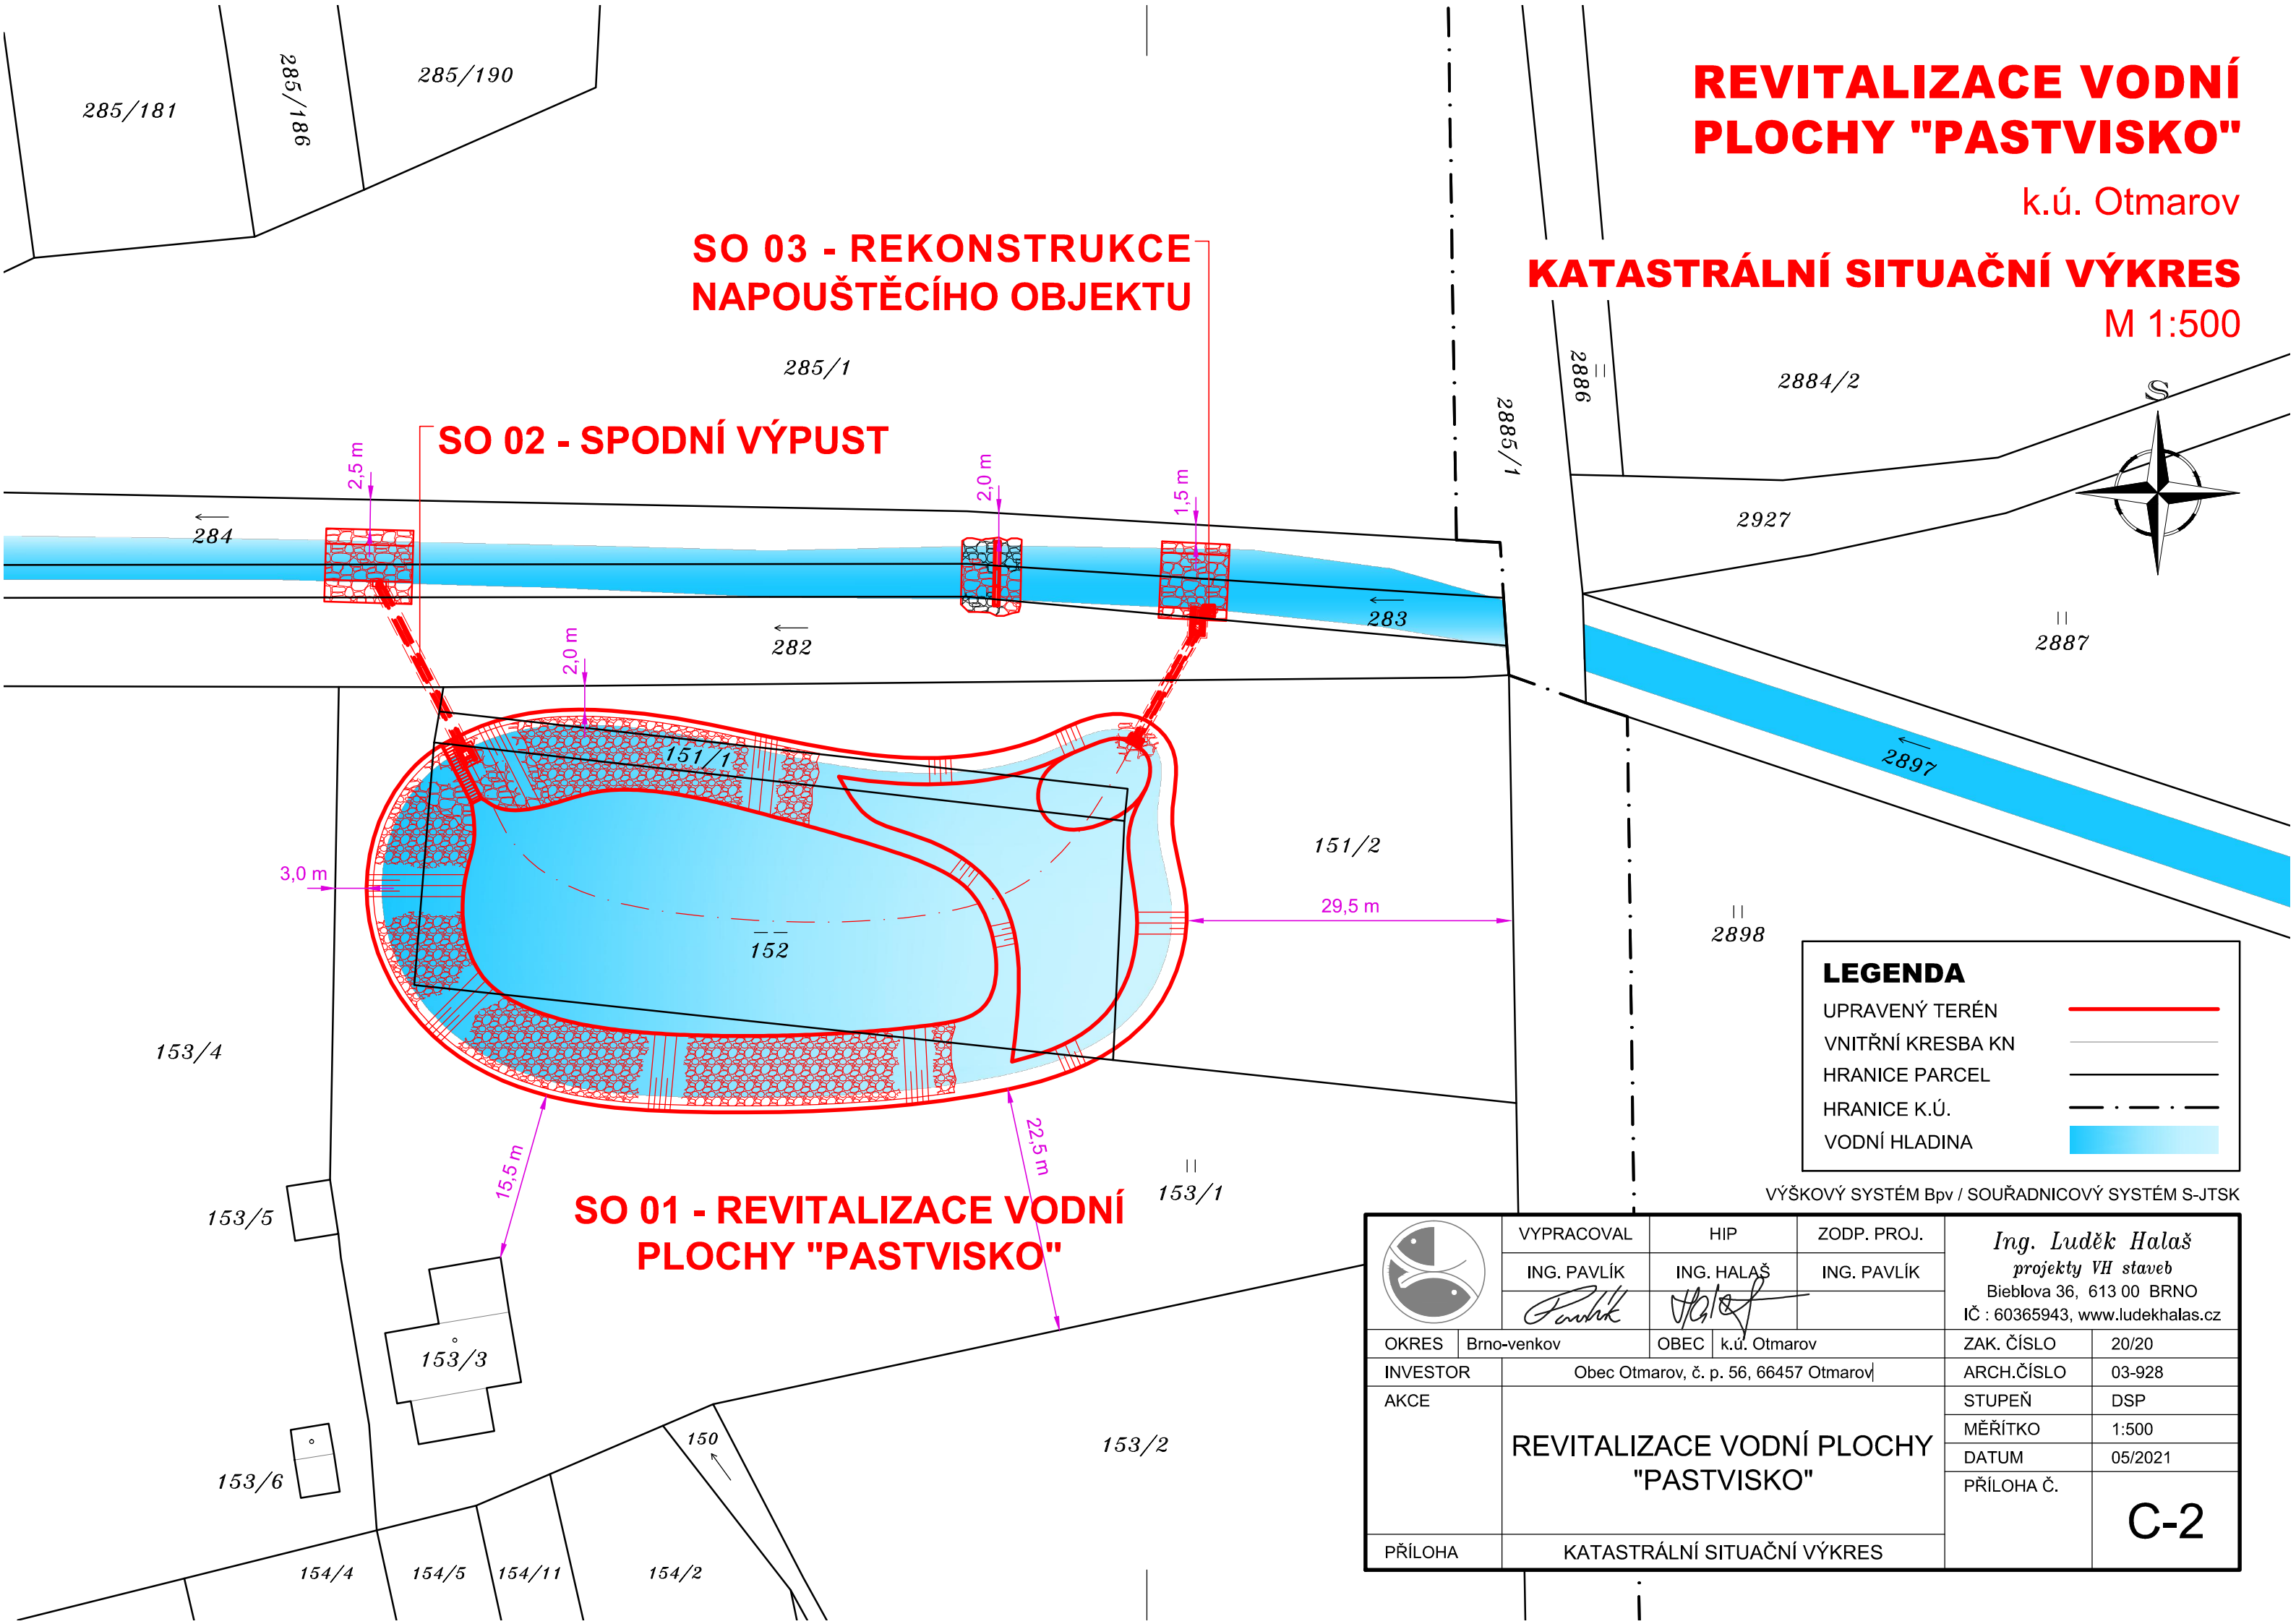 REVITALIZACE VODNÍ
PLOCHY "PASTVISKO"
k.ú. Otmarov
KATASTRÁLNÍ SITUAČNÍ VÝKRES
M 1:500
285/181
285/186
285/190
SO 03 - REKONSTRUKCE
NAPOUŠTĚCÍHO OBJEKTU
285/1
2886
2884/2
S
2885/1
SO 02 - SPODNÍ VÝPUST
2,5 m
2,0 m
1,5 m
284
2927
283
282
2,0 m
2887
151/1
2897
151/2
3,0 m
29,5 m
152
2898
153/4
15,5 m
22,5 m
153/1
153/5
SO 01 - REVITALIZACE VODNÍ
PLOCHY "PASTVISKO"
153/3
150
153/2
153/6
154/4
154/5
154/11
154/2
LEGENDA
UPRAVENÝ TERÉN
VNITŘNÍ KRESBA KN
HRANICE PARCEL
HRANICE K.Ú.
VODNÍ HLADINA
VÝŠKOVÝ SYSTÉM Bpv / SOUŘADNICOVÝ SYSTÉM S-JTSK
VYPRACOVAL HIP ZODP. PROJ.
ING. PAVLÍK ING. HALAŠ ING. PAVLÍK
Ing. Luděk Halaš
projekty VH staveb
Bieblova 36, 613 00 BRNO
IČ : 60365943, www.ludekhalas.cz
OKRES Brno-venkov OBEC k.ú. Otmarov ZAK. ČÍSLO 20/20
INVESTOR Obec Otmarov, č. p. 56, 66457 Otmarov ARCH.ČÍSLO 03-928
AKCE
REVITALIZACE VODNÍ PLOCHY
"PASTVISKO"
STUPEŇ DSP
MĚŘÍTKO 1:500
DATUM 05/2021
PŘÍLOHA Č.
C-2
PŘÍLOHA KATASTRÁLNÍ SITUAČNÍ VÝKRES